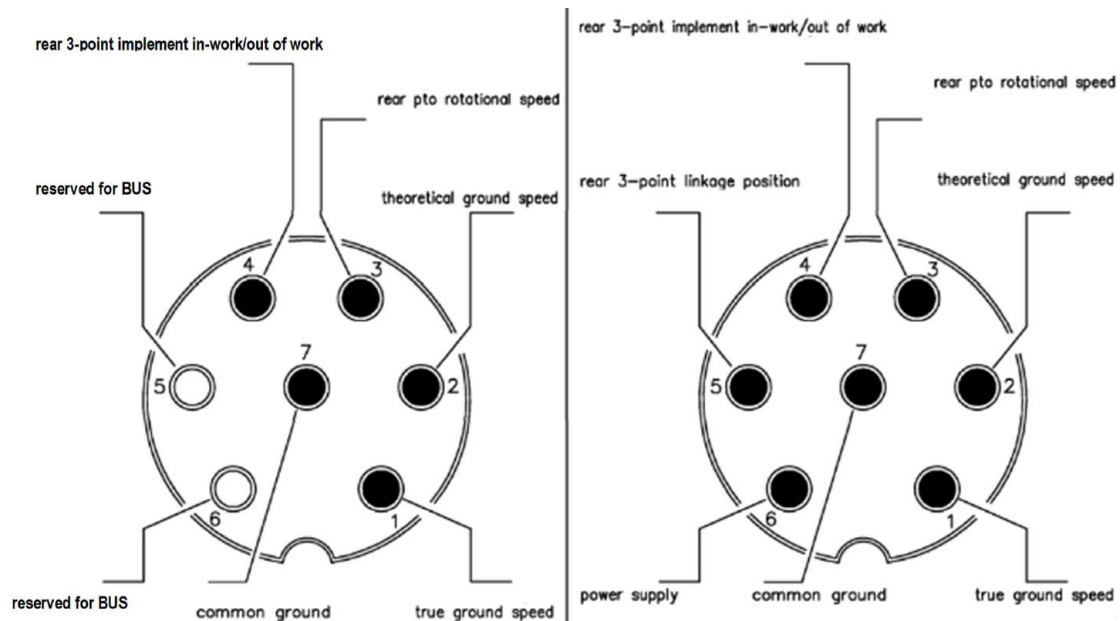 rear 3-point implement in-work/out of work
rear pto rotational speed
reserved for BUS
theoretical ground speed
4
3
7
5
2
6
1
reserved for BUS
common ground
true ground speed
rear 3-point implement in-work/out of work
rear pto rotational speed
rear 3-point linkage position
theoretical ground speed
4
3
7
5
2
6
1
power supply
common ground
true ground speed